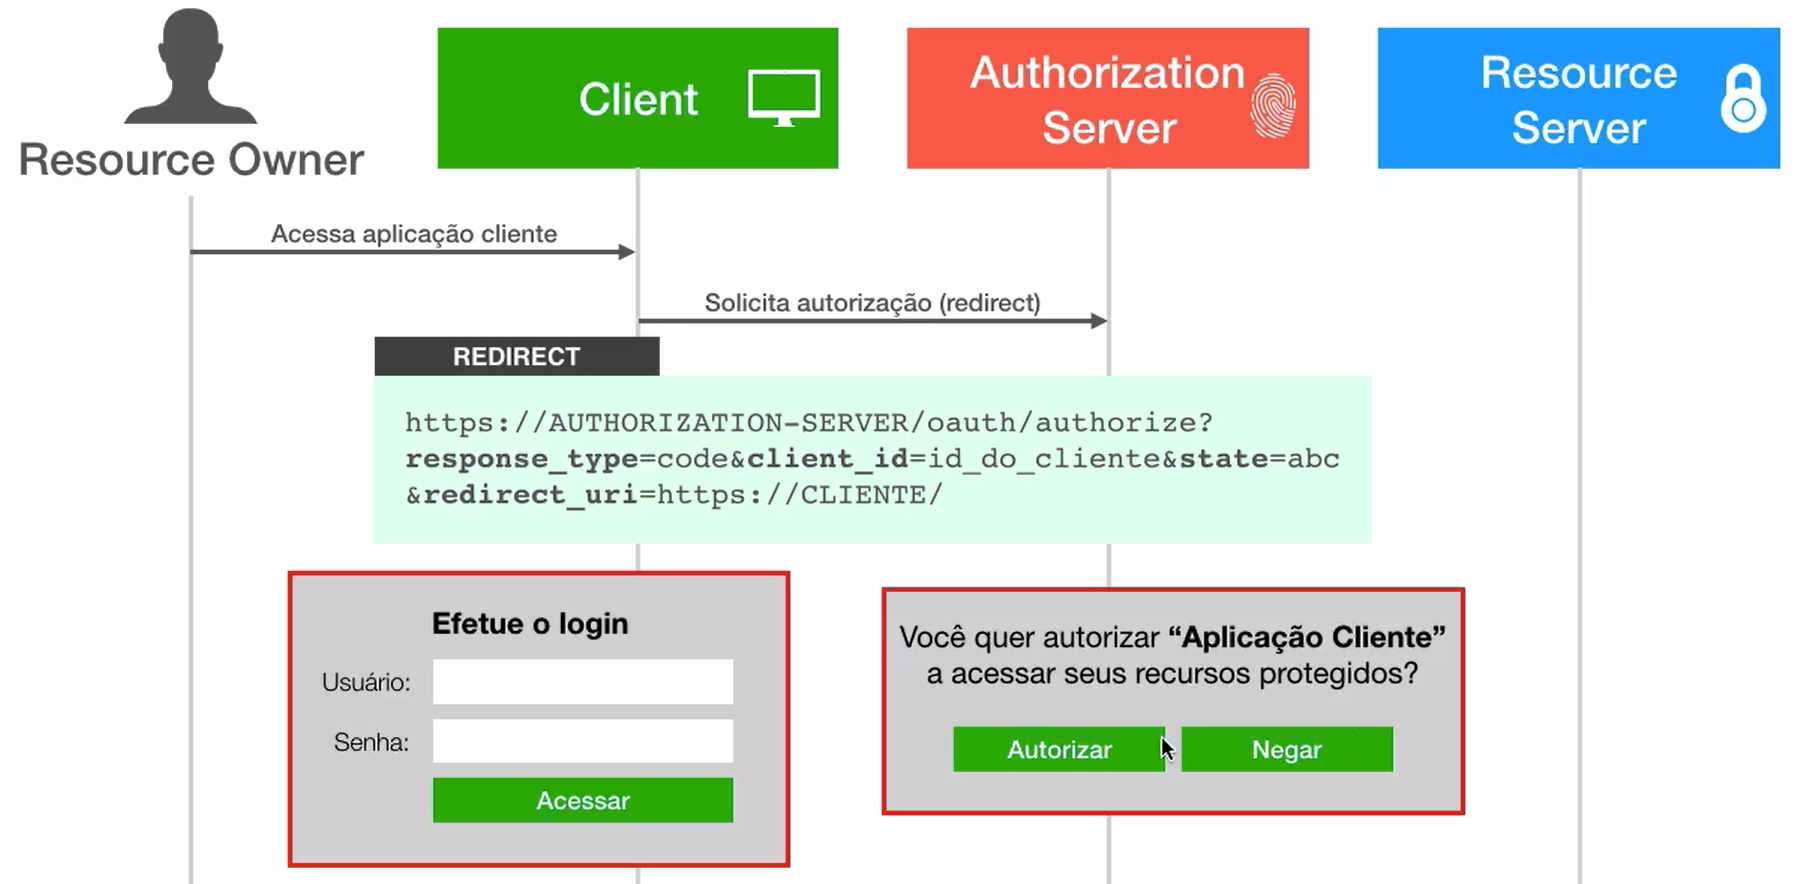 Resource Owner
Client
Authorization
Server
Resource
Server
Acessa aplicação cliente
Solicita autorização (redirect)
REDIRECT
https://AUTHORIZATION-SERVER/oauth/authorize?
response_type=code&client_id=id_do_cliente&state=abc
&redirect_uri=https://CLIENTE/
Efetue o login
Usuário:
Senha:
Acessar
Você quer autorizar “Aplicação Cliente”
a acessar seus recursos protegidos?
Autorizar
Negar